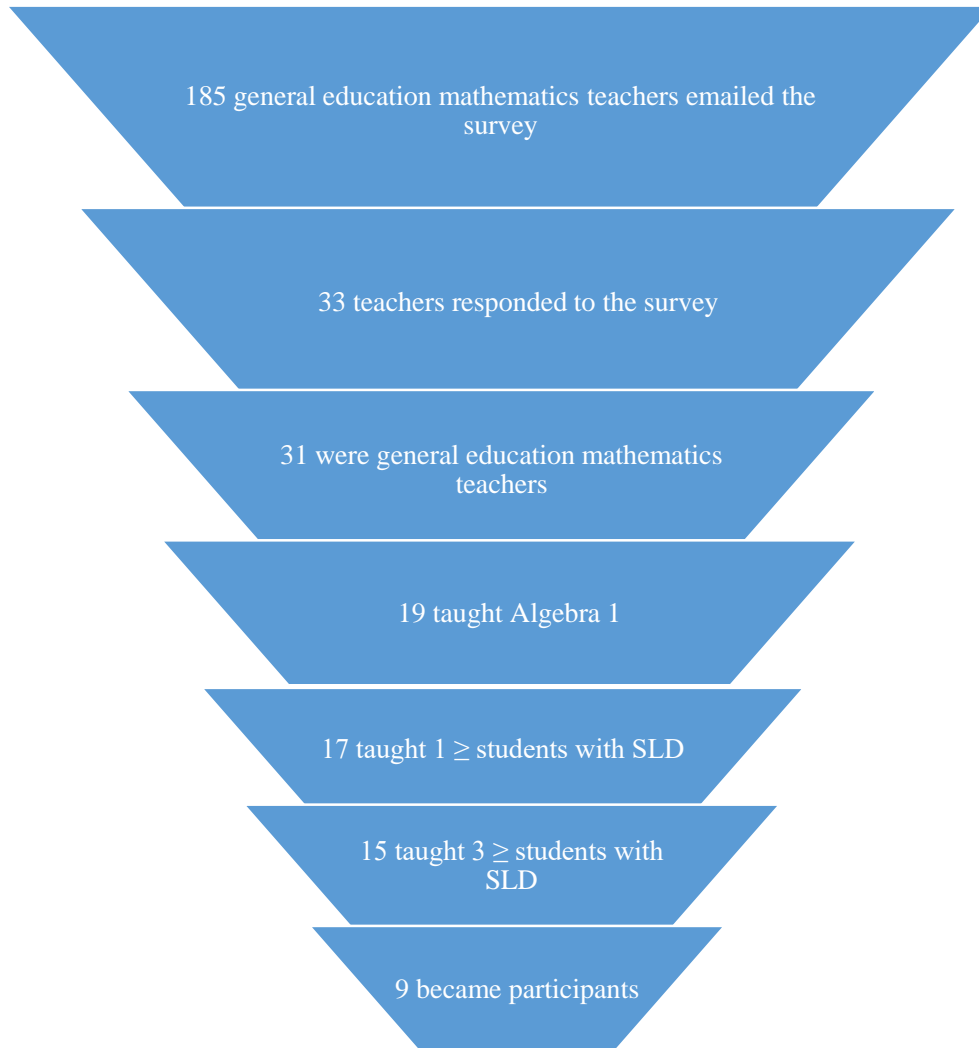 185 general education mathematics teachers emailed the
survey
33 teachers responded to the survey
31 were general education mathematics
teachers
19 taught Algebra 1
17 taught 1 ≥ students with SLD
15 taught 3 ≥ students with
SLD
9 became participants